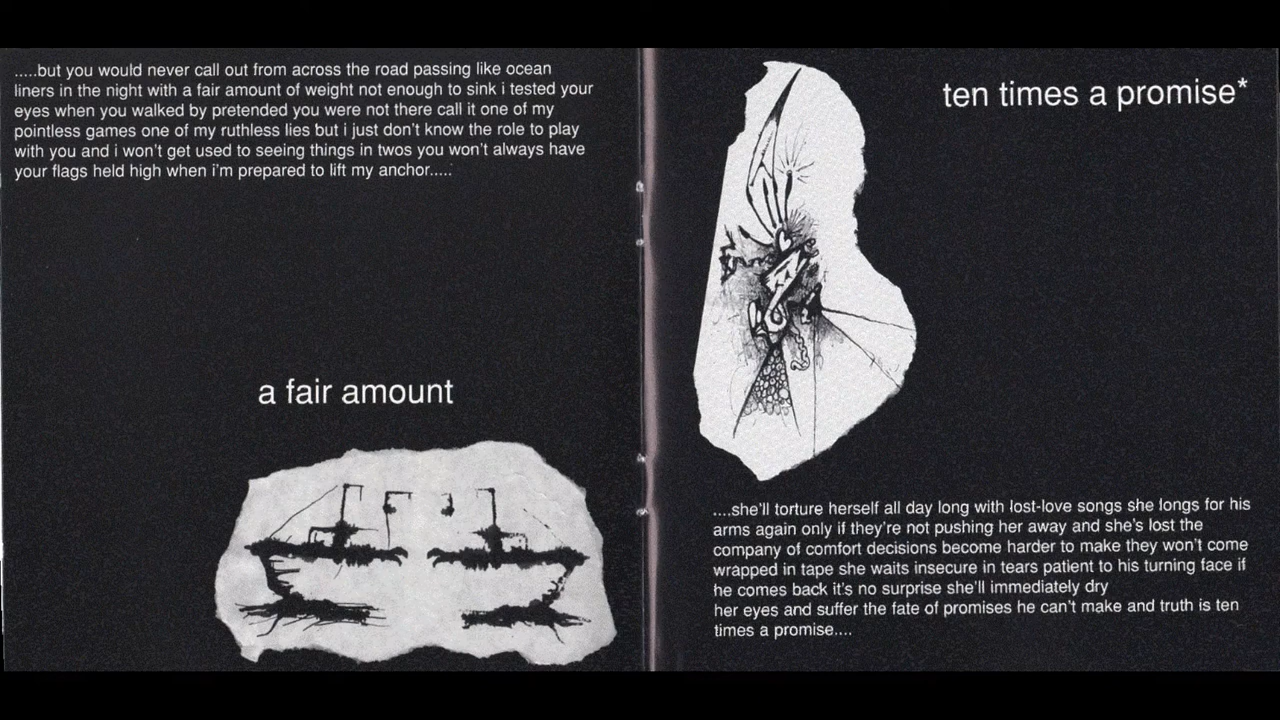 .....but you would never call out from across the road passing like ocean
liners in the night with a fair amount of weight not enough to sink i tested your
eyes when you walked by pretended you were not there call it one of my
pointless games one of my ruthless lies but i just don't know the role to play
with you and i won't get used to seeing things in twos you won't always have
your flags held high when i'm prepared to lift my anchor.....
a fair amount
ten times a promise*
....she'll torture herself all day long with lost-love songs she longs for his
arms again only if they're not pushing her away and she's lost the
company of comfort decisions become harder to make they won't come
wrapped in tape she waits insecure in tears patient to his turning face if
he comes back it's no surprise she'll immediately dry
her eyes and suffer the fate of promises he can't make and truth is ten
times a promise....